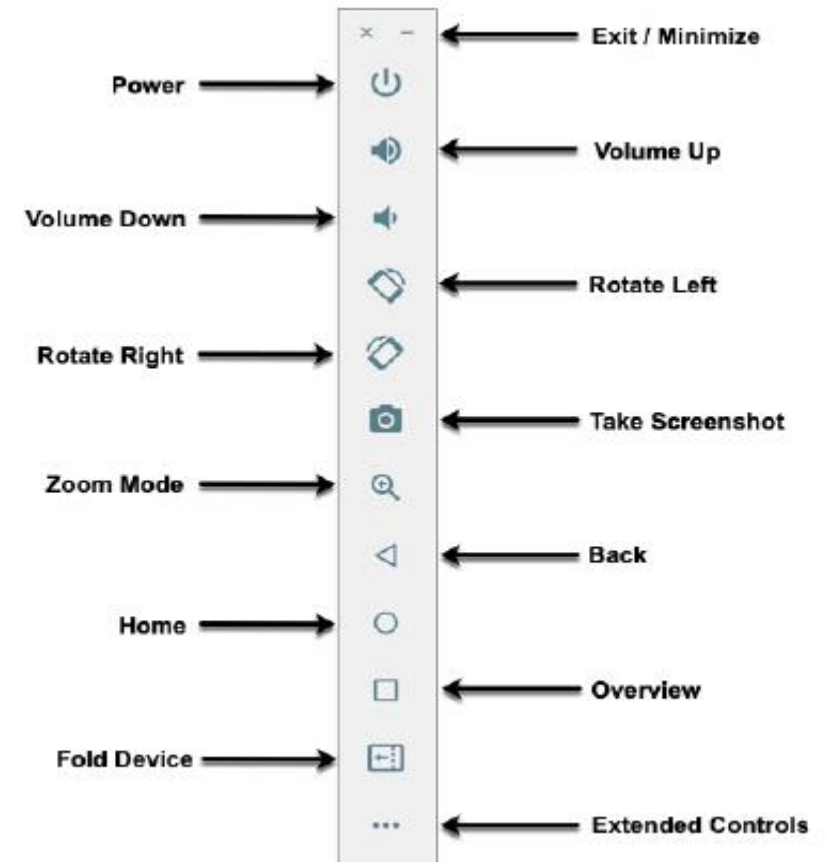 Exit / Minimize
Power
Volume Up
Volume Down
Rotate Left
Rotate Right
Take Screenshot
Zoom Mode
Back
Home
Overview
Fold Device
Extended Controls